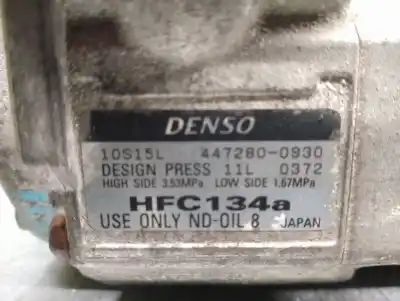 DENSO
10S15L 447280-0930
DESIGN PRESS 11L 0372
HIGH SIDE 3.53MPa LOW SIDE 1.67MPa
HFC134a
USE ONLY ND-OIL 8 JAPAN